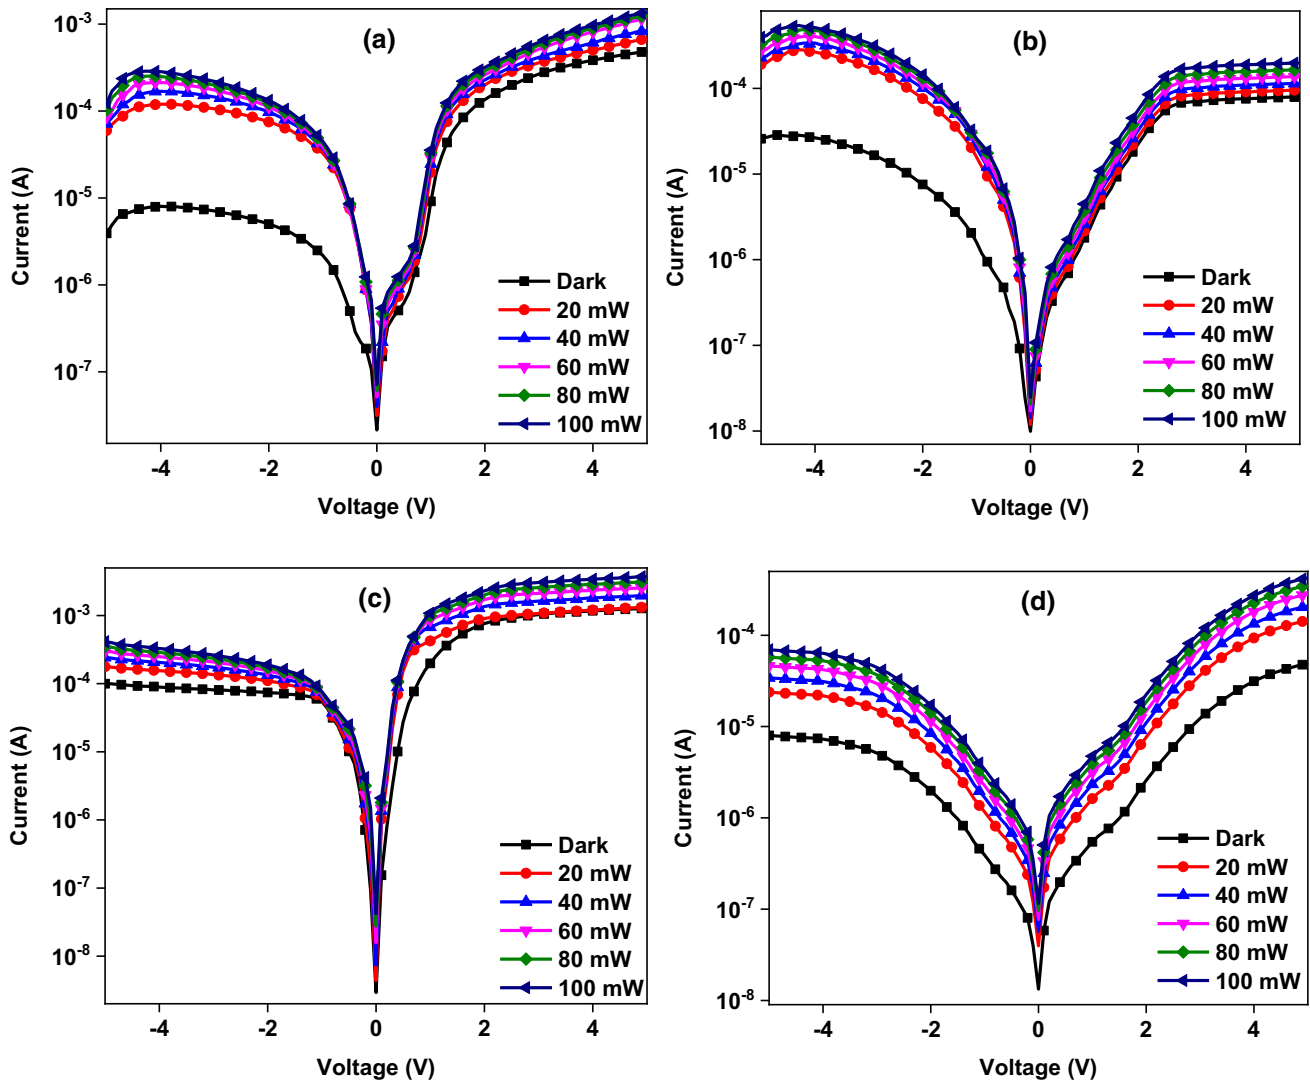 (a)
Current (A)
10⁻³
10⁻⁴
10⁻⁵
10⁻⁶
10⁻⁷
Dark
20 mW
40 mW
60 mW
80 mW
100 mW
-4 -2 0 2 4
Voltage (V)
(b)
Current (A)
10⁻⁴
10⁻⁵
10⁻⁶
10⁻⁷
10⁻⁸
Dark
20 mW
40 mW
60 mW
80 mW
100 mW
-4 -2 0 2 4
Voltage (V)
(c)
Current (A)
10⁻³
10⁻⁴
10⁻⁵
10⁻⁶
10⁻⁷
10⁻⁸
Dark
20 mW
40 mW
60 mW
80 mW
100 mW
-4 -2 0 2 4
Voltage (V)
(d)
Current (A)
10⁻⁴
10⁻⁵
10⁻⁶
10⁻⁷
10⁻⁸
Dark
20 mW
40 mW
60 mW
80 mW
100 mW
-4 -2 0 2 4
Voltage (V)